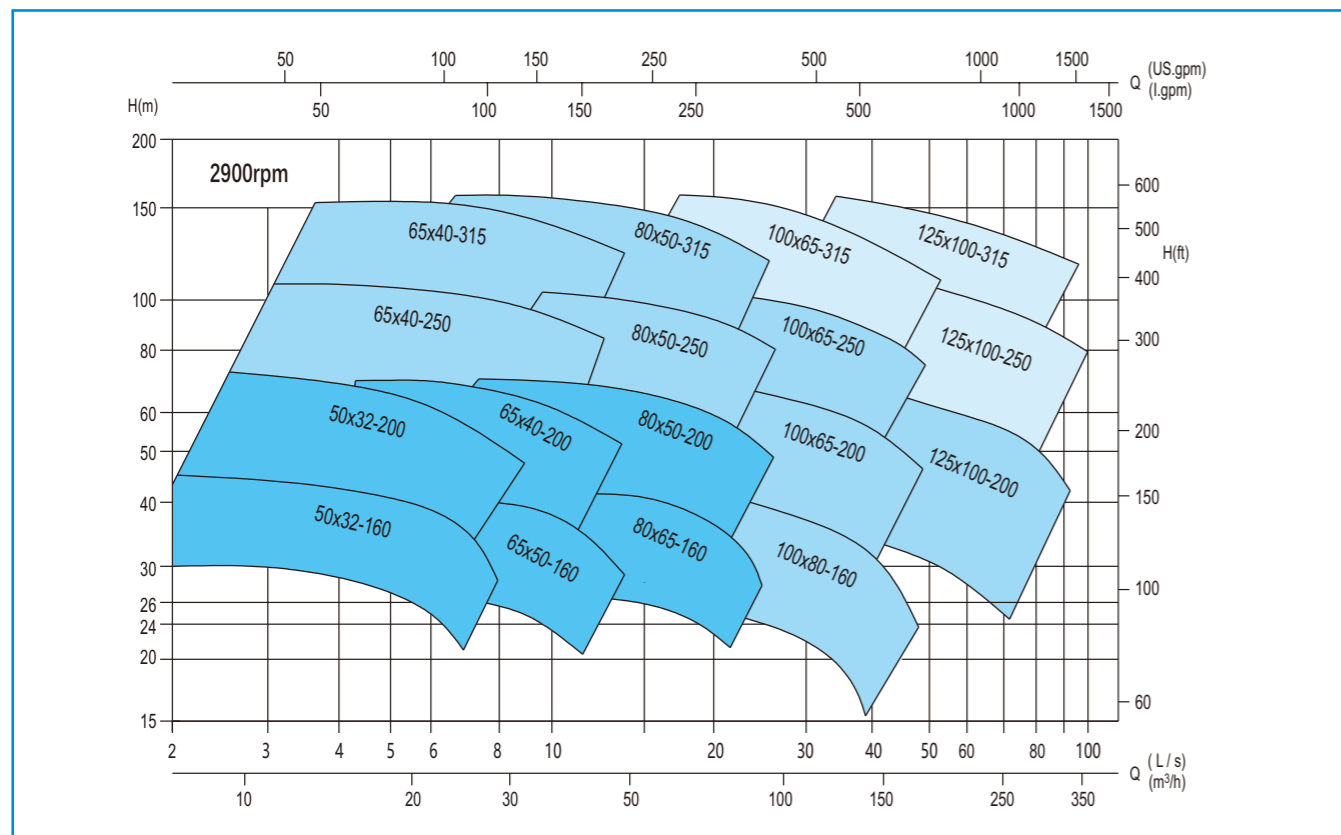 50 100 150 250 500 1000 1500
Q (US.gpm)
(I.gpm)
50 100 150 250 500 1000 1500
H(m)
200
2900rpm
600
150
65x40-315 80x50-315 100x65-315 125x100-315
500
H(ft)
400
100
65x40-250 80x50-250 100x65-250 125x100-250
300
80
60
50x32-200 65x40-200 80x50-200 100x65-200 125x100-200
200
50
150
40
50x32-160 65x50-160 80x65-160 100x80-160
30
100
26
24
20
60
15
2 3 4 5 6 8 10 20 30 40 50 60 80 100
Q ( L / s)
(m³/h)
10 20 30 50 100 150 250 350